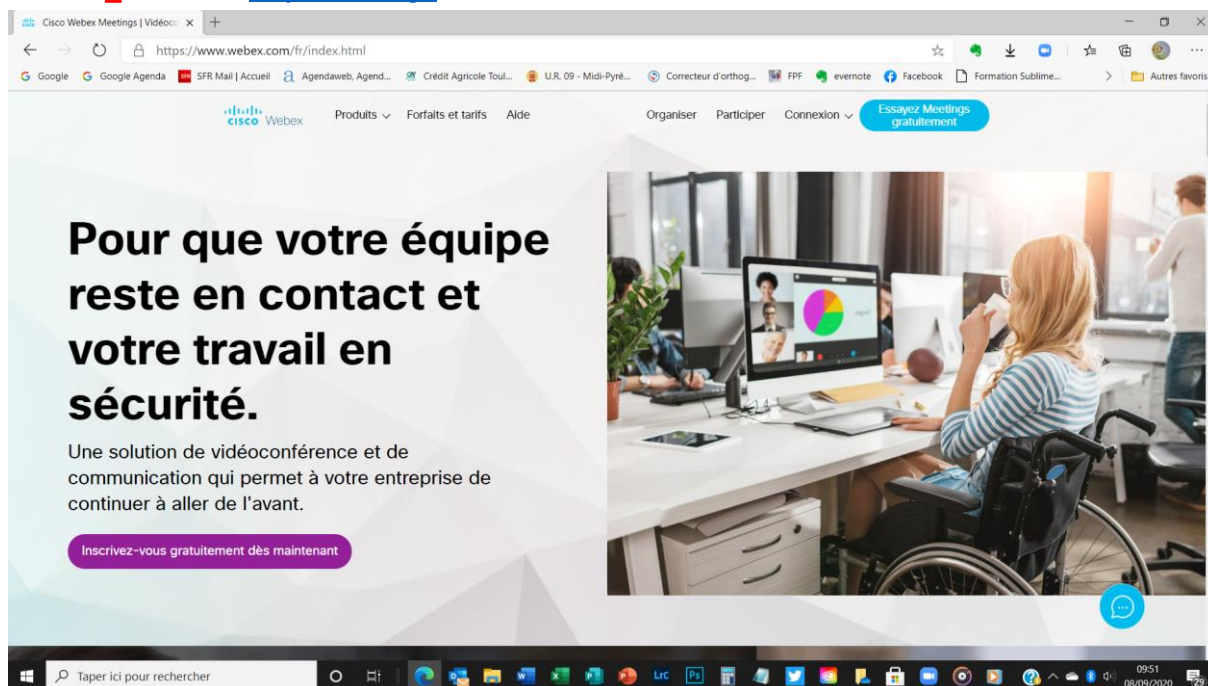 Cisco Webex Meetings | Vidéoco
https://www.webex.com/fr/index.html
Google Google Agenda SFR Mail | Accueil Agendaweb, Agend... Crédit Agricole Toul... U.R. 09 - Midi-Pyré... Correcteur d'orthog... FPF evernote Facebook Formation Sublime... Autres favoris
CISCO Webex Produits Forfaits et tarifs Aide Organiser Participer Connexion Essayez Meetings
gratuitement
Pour que votre équipe
reste en contact et
votre travail en
sécurité.
Une solution de vidéoconférence et de
communication qui permet à votre entreprise de
continuer à aller de l'avant.
Inscrivez-vous gratuitement dès maintenant
Taper ici pour rechercher
LrC Ps
09:51
08/09/2020
29